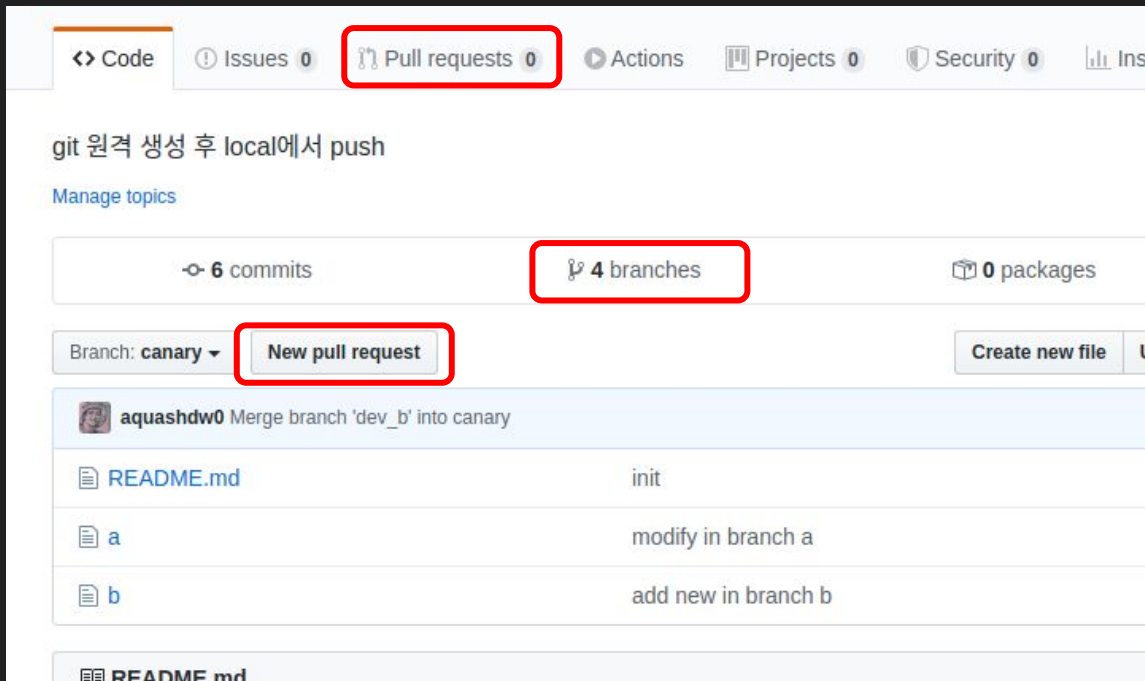 Code Issues 0 Pull requests 0 Actions Projects 0 Security 0
git 원격 생성 후 local에서 push
Manage topics
6 commits 4 branches 0 packages
Branch: canary New pull request Create new file
aquashdw0 Merge branch 'dev_b' into canary
README.md init
a modify in branch a
b add new in branch b
README.md